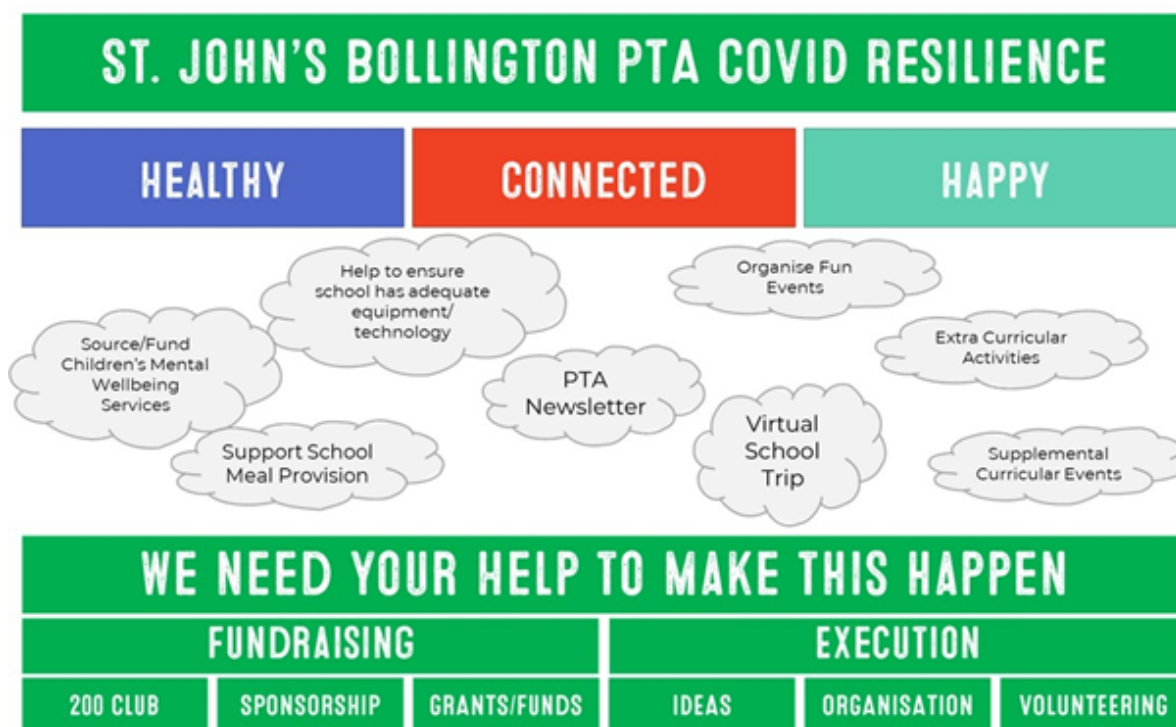 ST. JOHN'S BOLLINGTON PTA COVID RESILIENCE
HEALTHY
CONNECTED
HAPPY
Help to ensure
school has adequate
equipment/
technology
Organise Fun
Events
Source/Fund
Children's Mental
Wellbeing
Services
Extra Curricular
Activities
PTA
Newsletter
Virtual
School
Trip
Support School
Meal Provision
Supplemental
Curricular Events
WE NEED YOUR HELP TO MAKE THIS HAPPEN
FUNDRAISING
EXECUTION
200 CLUB
SPONSORSHIP
GRANTS/FUNDS
IDEAS
ORGANISATION
VOLUNTEERING